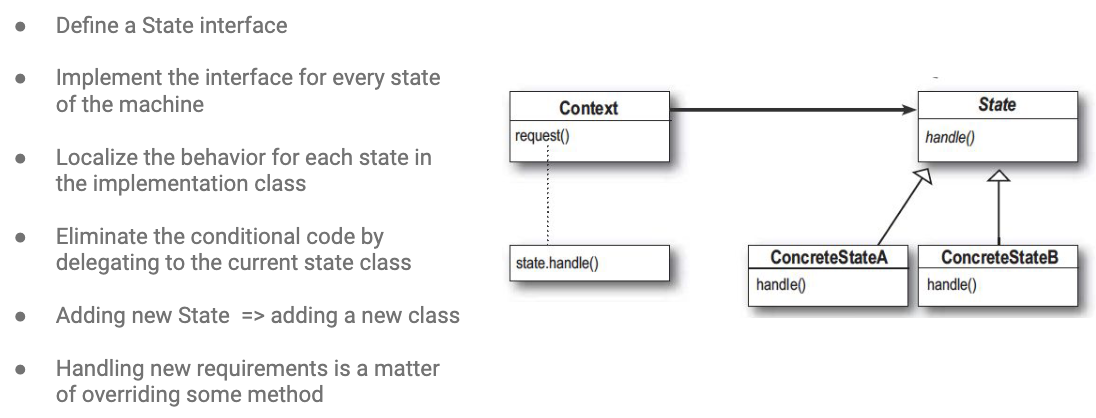 ● Define a State interface
● Implement the interface for every state
of the machine
● Localize the behavior for each state in
the implementation class
● Eliminate the conditional code by
delegating to the current state class
● Adding new State => adding a new class
● Handling new requirements is a matter
of overriding some method
Context
request()
state.handle()
State
handle()
ConcreteStateA
handle()
ConcreteStateB
handle()